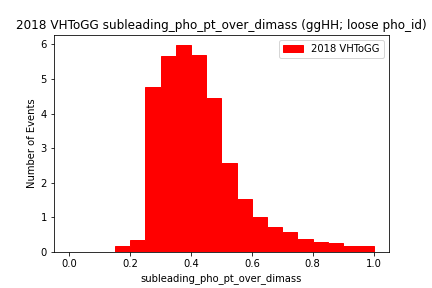 2018 VHToGG subleading_pho_pt_over_dimass (ggHH; loose pho_id)
2018 VHToGG
Number of Events
6
5
4
3
2
1
0
0.0 0.2 0.4 0.6 0.8 1.0
subleading_pho_pt_over_dimass